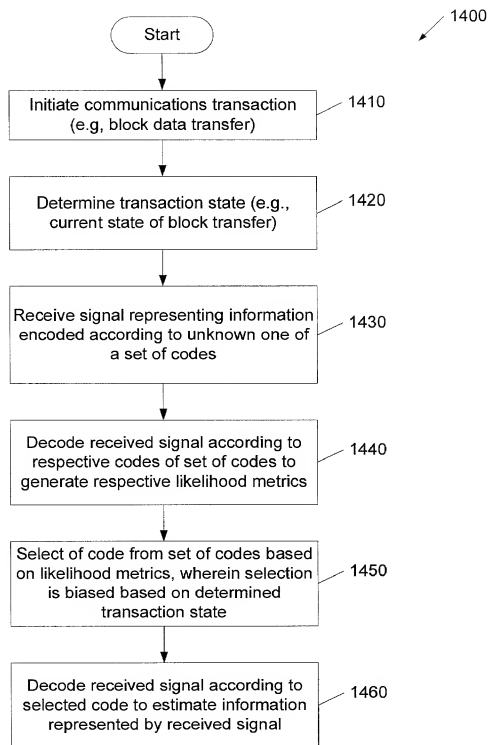 Start
1400
Initiate communications transaction
(e.g, block data transfer)
1410
Determine transaction state (e.g.,
current state of block transfer)
1420
Receive signal representing information
encoded according to unknown one of
a set of codes
1430
Decode received signal according to
respective codes of set of codes to
generate respective likelihood metrics
1440
Select of code from set of codes based
on likelihood metrics, wherein selection
is biased based on determined
transaction state
1450
Decode received signal according to
selected code to estimate information
represented by received signal
1460